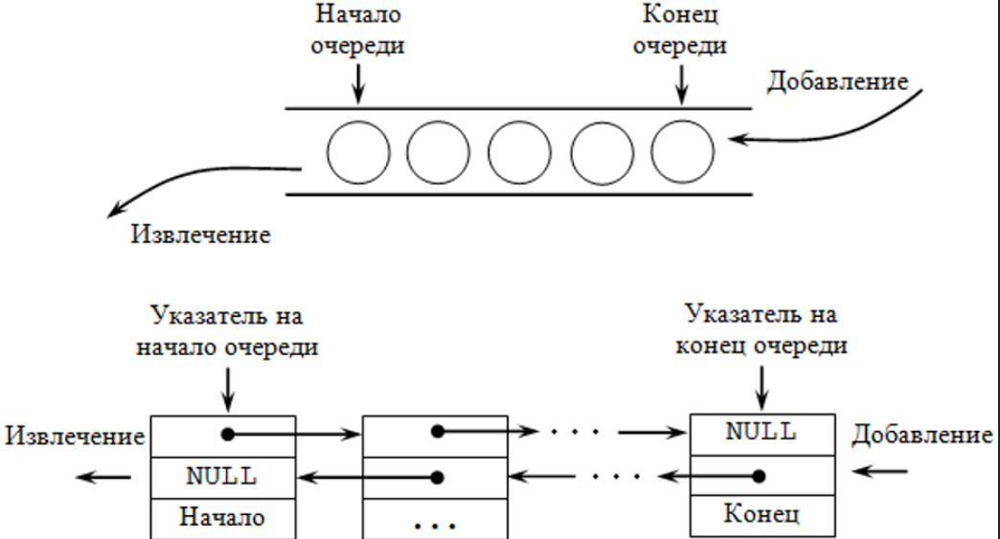 Начало
очереди
Конец
очереди
Добавление
Извлечение
Указатель на
начало очереди
Указатель на
конец очереди
Извлечение
NULL
Добавление
NULL
Начало
...
Конец